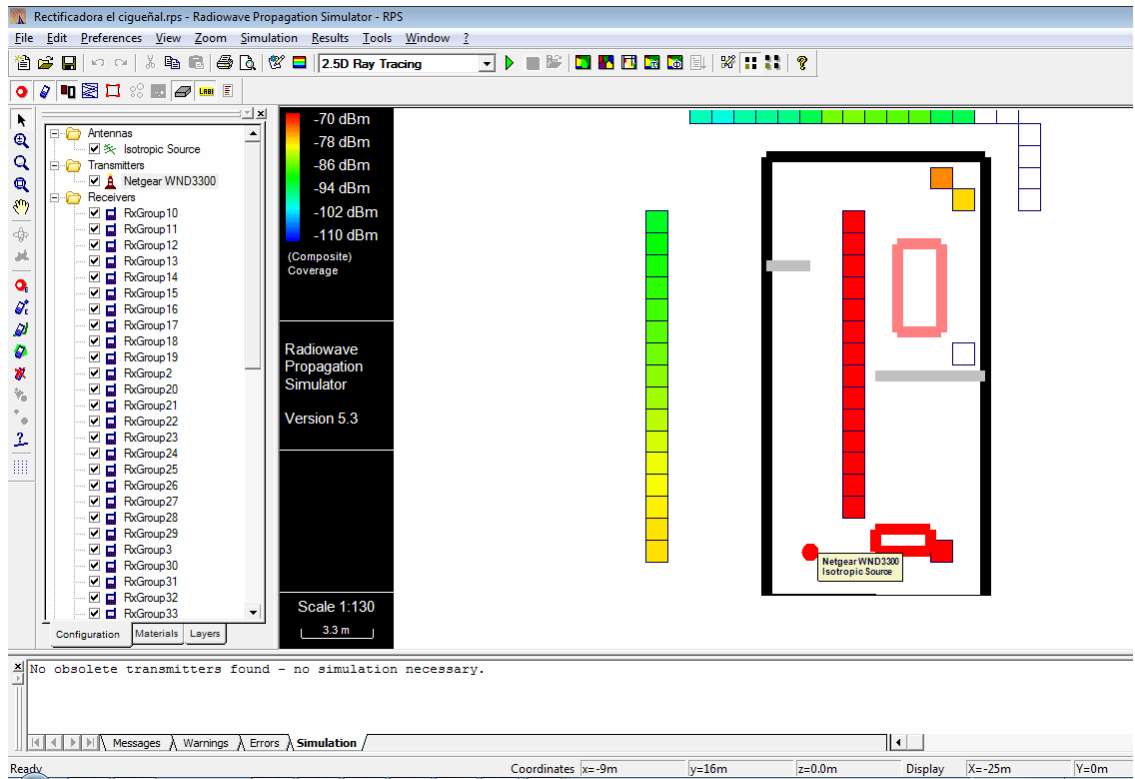 Rectificadora el cigueñal.rps - Radiowave Propagation Simulator - RPS
File Edit Preferences View Zoom Simulation Results Tools Window ?
2.5D Ray Tracing
LRBI
Antennas
Isotropic Source
Transmitters
Netgear WND3300
Receivers
RxGroup10
RxGroup11
RxGroup12
RxGroup13
RxGroup14
RxGroup15
RxGroup16
RxGroup17
RxGroup18
RxGroup19
RxGroup2
RxGroup20
RxGroup21
RxGroup22
RxGroup23
RxGroup24
RxGroup25
RxGroup26
RxGroup27
RxGroup28
RxGroup29
RxGroup3
RxGroup30
RxGroup31
RxGroup32
RxGroup33
Configuration Materials Layers
-70 dBm
-78 dBm
-86 dBm
-94 dBm
-102 dBm
-110 dBm
(Composite)
Coverage
Radiowave
Propagation
Simulator
Version 5.3
Scale 1:130
3.3 m
Netgear WND3300
Isotropic Source
No obsolete transmitters found - no simulation necessary.
Messages Warnings Errors Simulation
Ready Coordinates x=-9m y=16m z=0.0m Display X=-25m Y=0m